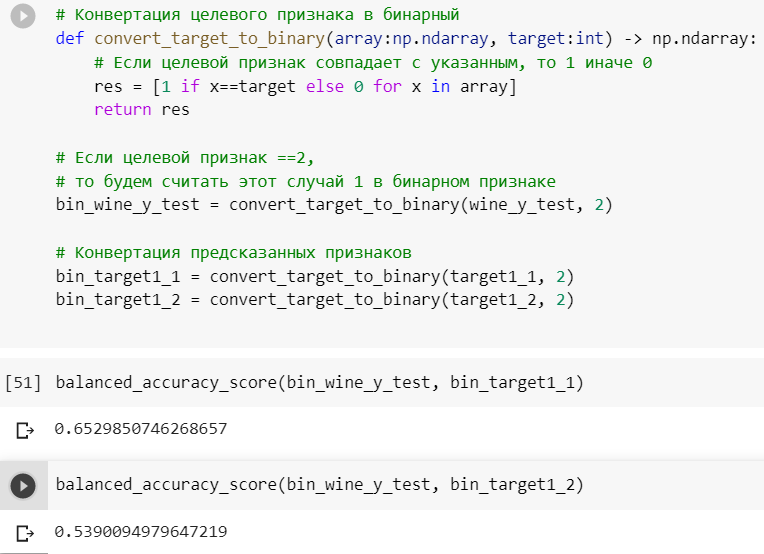 # Конвертация целевого признака в бинарный
def convert_target_to_binary(array:np.ndarray, target:int) -> np.ndarray:
# Если целевой признак совпадает с указанным, то 1 иначе 0
res = [1 if x==target else 0 for x in array]
return res
# Если целевой признак ==2,
# то будем считать этот случай 1 в бинарном признаке
bin_wine_y_test = convert_target_to_binary(wine_y_test, 2)
# Конвертация предсказанных признаков
bin_target1_1 = convert_target_to_binary(target1_1, 2)
bin_target1_2 = convert_target_to_binary(target1_2, 2)
[51] balanced_accuracy_score(bin_wine_y_test, bin_target1_1)
0.6529850746268657
balanced_accuracy_score(bin_wine_y_test, bin_target1_2)
0.5390094979647219